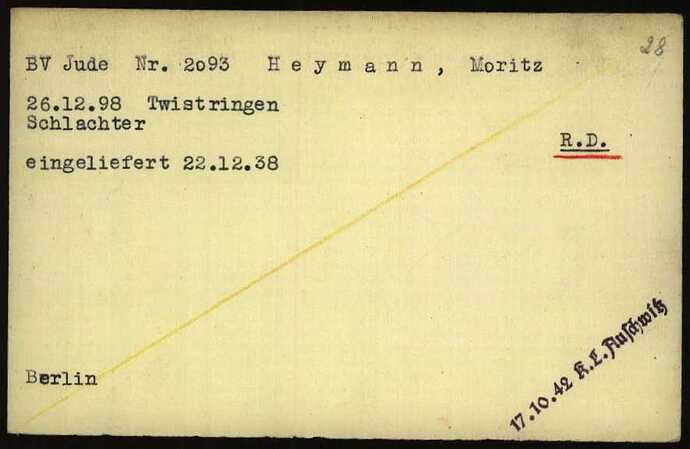 28
BV Jude Nr. 2o93 H e y m a n n , Moritz
26.12.98 Twistringen
Schlachter
R.D.
eingeliefert 22.12.38
Berlin
17.10.42 K.L. Auschwitz